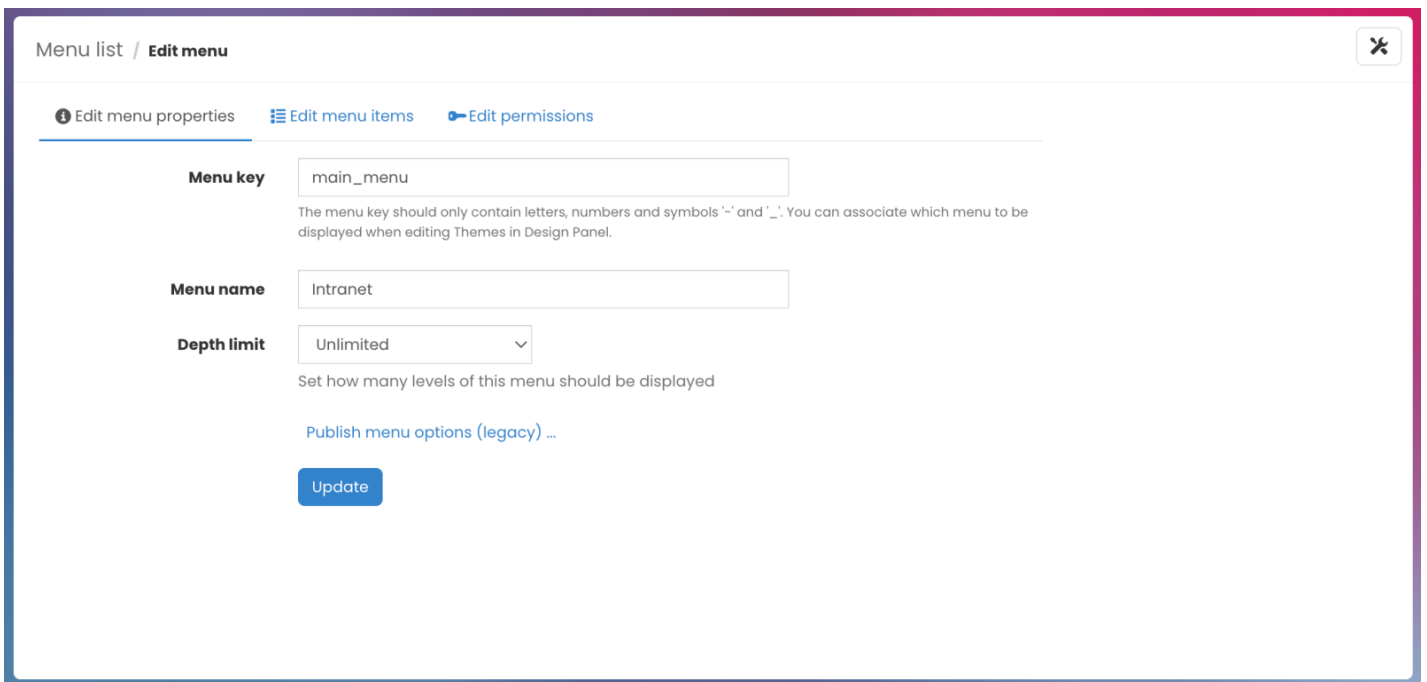 Menu list / Edit menu
Edit menu properties
Edit menu items
Edit permissions
Menu key
main_menu
The menu key should only contain letters, numbers and symbols '-' and '_'. You can associate which menu to be
displayed when editing Themes in Design Panel.
Menu name
Intranet
Depth limit
Unlimited
Set how many levels of this menu should be displayed
Publish menu options (legacy) ...
Update